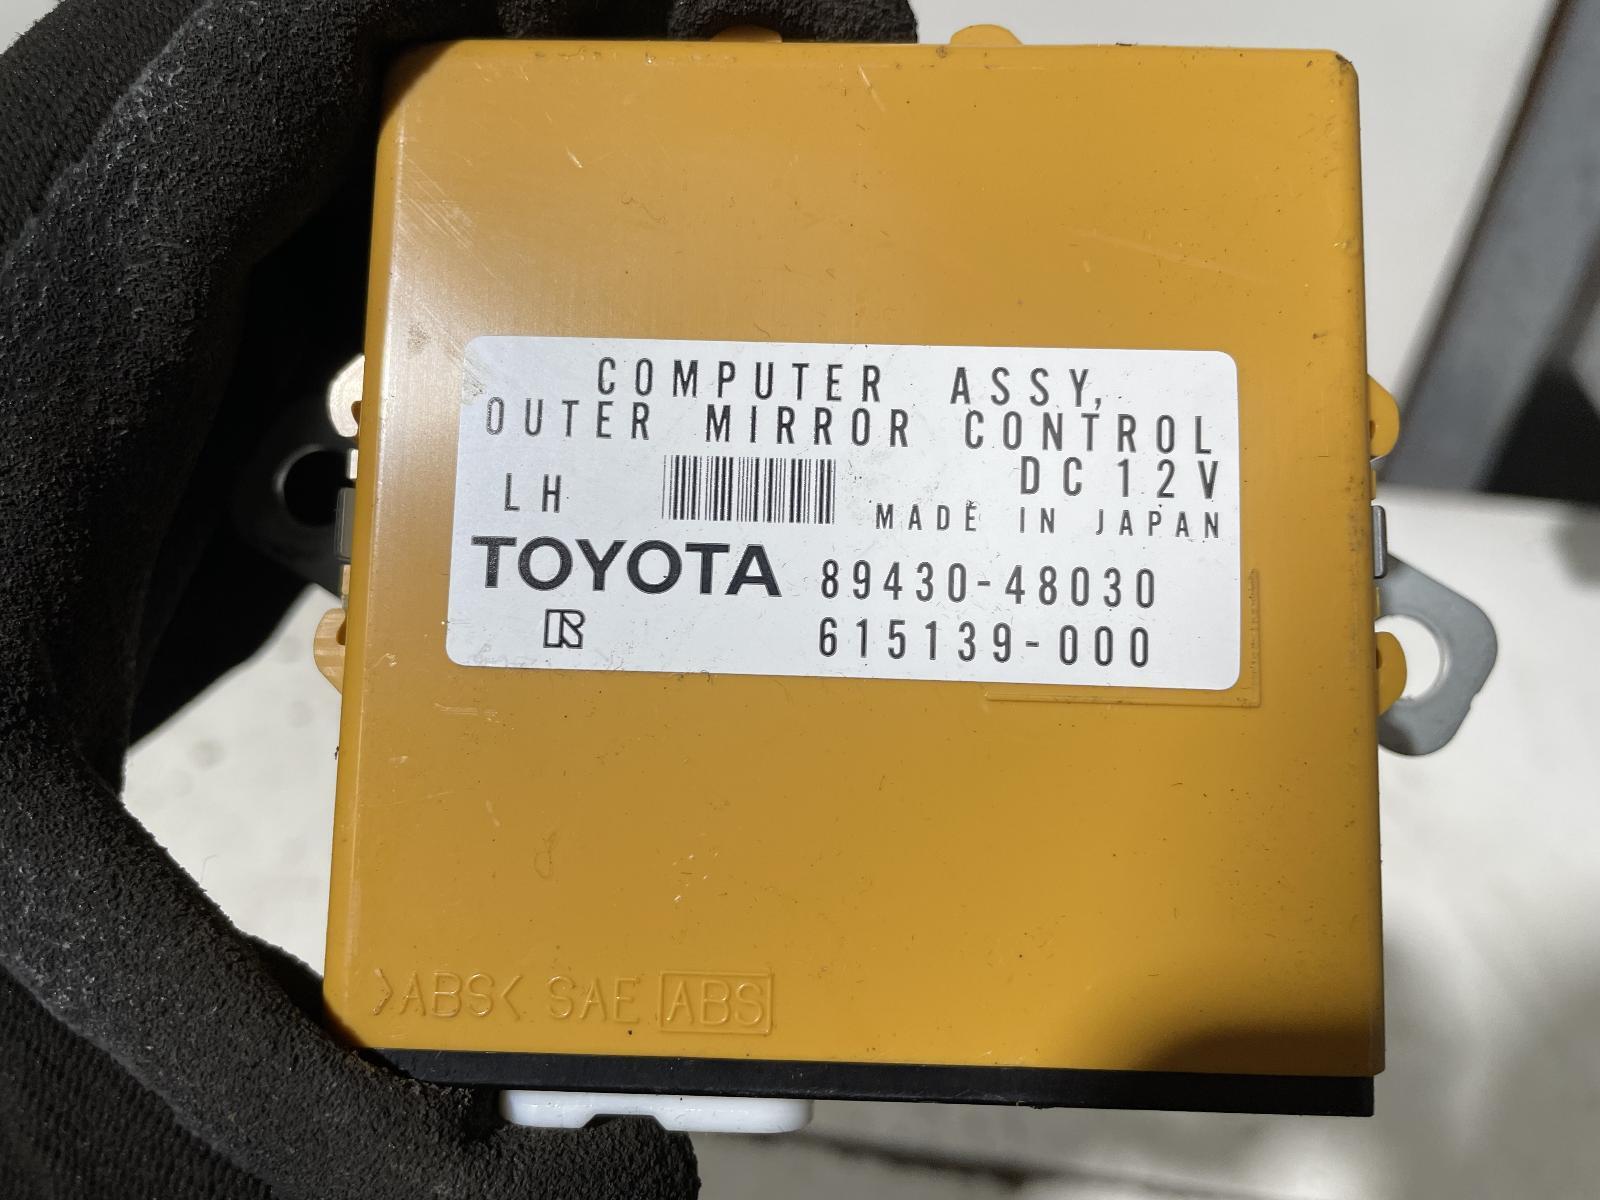 COMPUTER ASSY,
OUTER MIRROR CONTROL
LH DC12V
MADE IN JAPAN
TOYOTA 89430-48030
R 615139-000
>ABS< SAE ABS